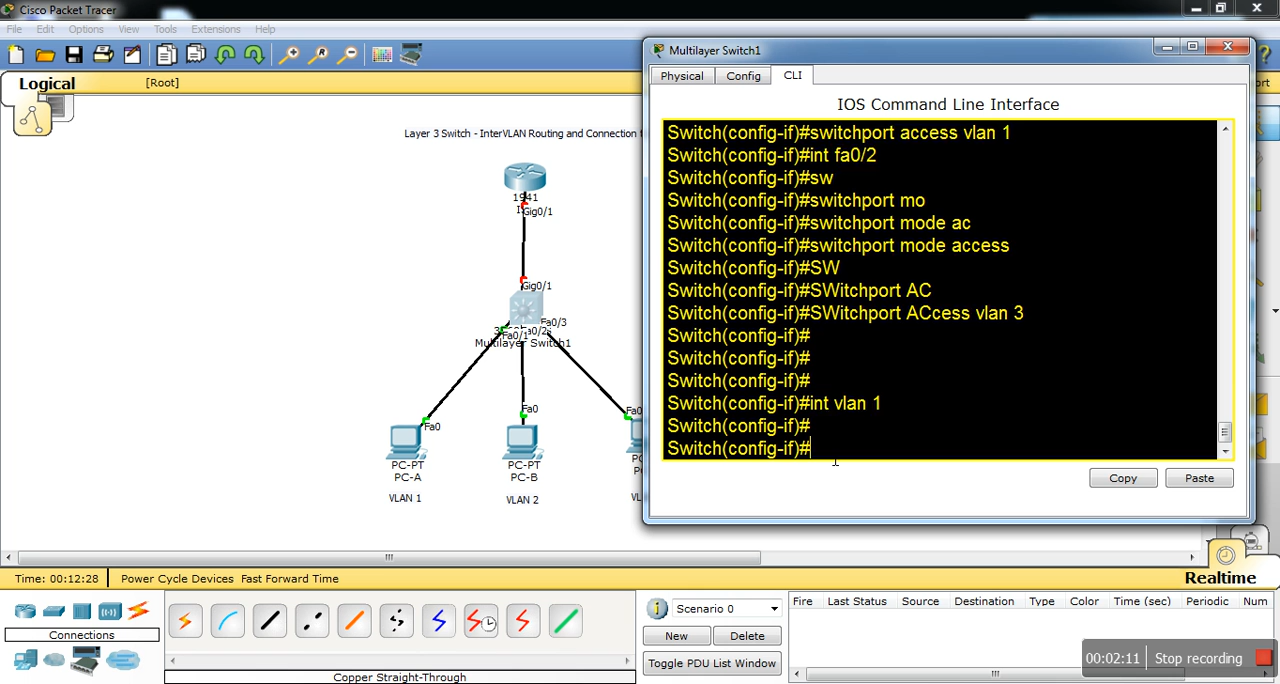 Cisco Packet Tracer
File Edit Options View Tools Extensions Help
Logical
[Root]
Layer 3 Switch - InterVLAN Routing and Connection
1941
Gig0/1
Gig0/1
Fa0/3
Fa0/2
Fa0/1
Multilayer Switch1
Fa0
Fa0
Fa0
PC-PT
PC-A
VLAN 1
PC-PT
PC-B
VLAN 2
Multilayer Switch1
Physical Config CLI
IOS Command Line Interface
Switch(config-if)#switchport access vlan 1
Switch(config-if)#int fa0/2
Switch(config-if)#sw
Switch(config-if)#switchport mo
Switch(config-if)#switchport mode ac
Switch(config-if)#switchport mode access
Switch(config-if)#SW
Switch(config-if)#SWitchport AC
Switch(config-if)#SWitchport ACcess vlan 3
Switch(config-if)#
Switch(config-if)#
Switch(config-if)#
Switch(config-if)#int vlan 1
Switch(config-if)#
Switch(config-if)#
Copy Paste
Time: 00:12:28 Power Cycle Devices Fast Forward Time
Realtime
Connections
Copper Straight-Through
Scenario 0
New Delete
Toggle PDU List Window
Fire Last Status Source Destination Type Color Time (sec) Periodic Num
00:02:11 Stop recording